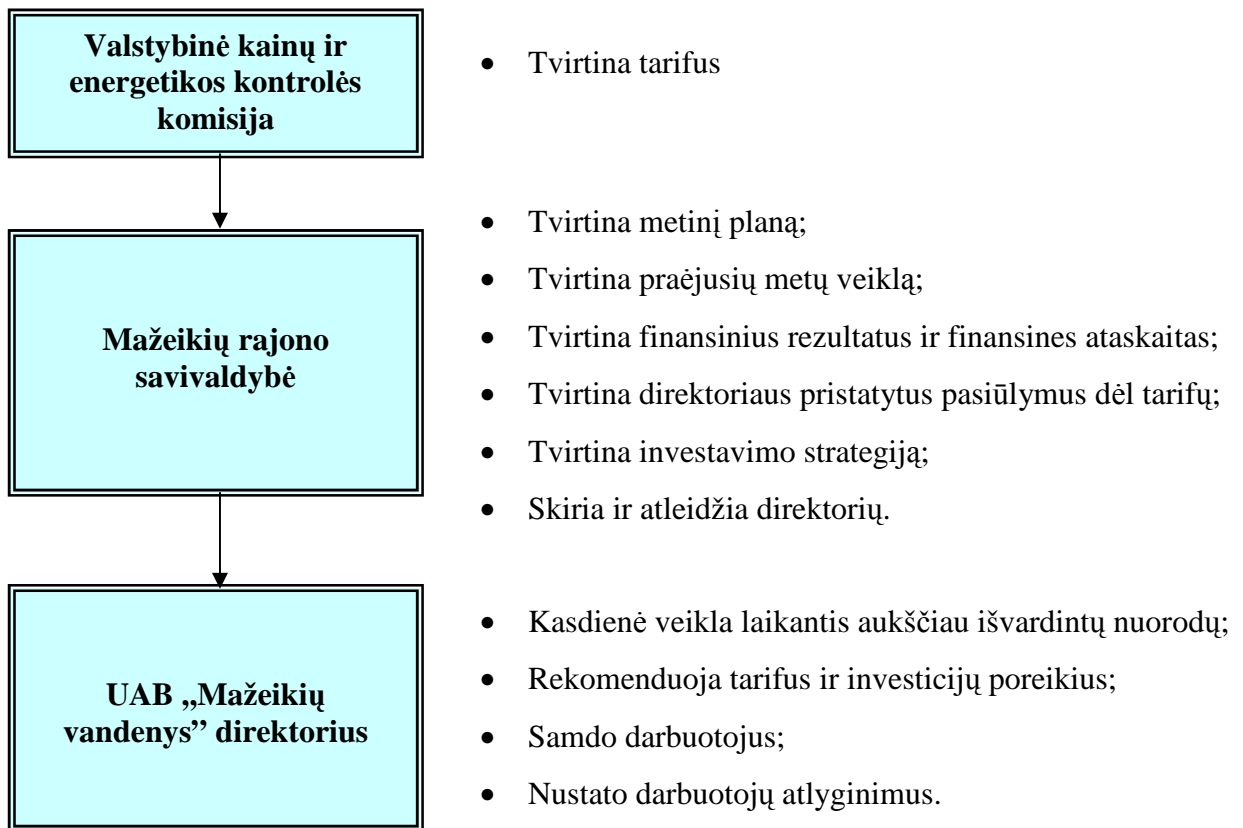 Valstybinė kainų ir
energetikos kontrolės
komisija
• Tvirtina tarifus
Mažeikių rajono
savivaldybė
• Tvirtina metinį planą;
• Tvirtina praėjusių metų veiklą;
• Tvirtina finansinius rezultatus ir finansines ataskaitas;
• Tvirtina direktoriaus pristatytus pasiūlymus dėl tarifų;
• Tvirtina investavimo strategiją;
• Skiria ir atleidžia direktorių.
UAB „Mažeikių
vandenys” direktorius
• Kasdienė veikla laikantis aukščiau išvardintų nuorodų;
• Rekomenduoja tarifus ir investicijų poreikius;
• Samdo darbuotojus;
• Nustato darbuotojų atlyginimus.